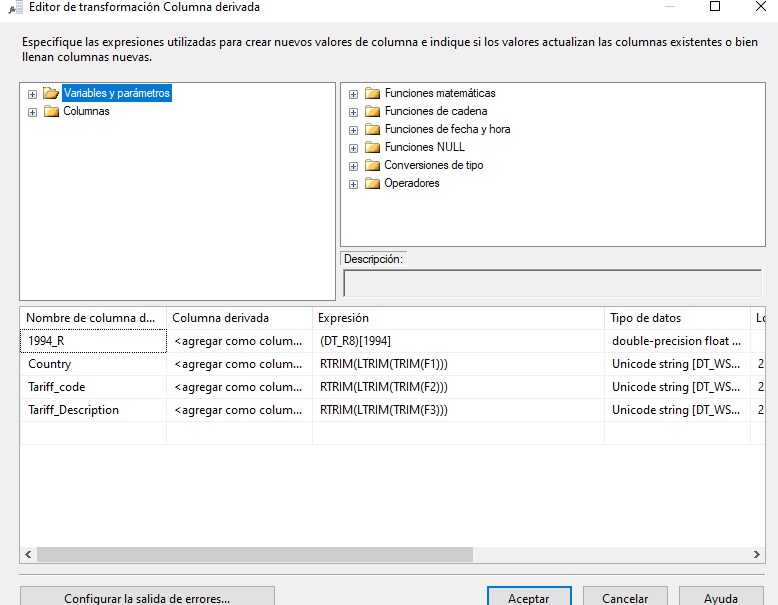 Editor de transformación Columna derivada
Especifique las expresiones utilizadas para crear nuevos valores de columna e indique si los valores actualizan las columnas existentes o bien
llenan columnas nuevas.
Variables y parámetros
Columnas
Funciones matemáticas
Funciones de cadena
Funciones de fecha y hora
Funciones NULL
Conversiones de tipo
Operadores
Descripción:
Nombre de columna d... Columna derivada Expresión Tipo de datos Lo
1994_R <agregar como colum... (DT_R8)[1994] double-precision float ...
Country <agregar como colum... RTRIM(LTRIM(TRIM(F1))) Unicode string [DT_WS... 2
Tariff_code <agregar como colum... RTRIM(LTRIM(TRIM(F2))) Unicode string [DT_WS... 2
Tariff_Description <agregar como colum... RTRIM(LTRIM(TRIM(F3))) Unicode string [DT_WS... 2
Configurar la salida de errores... Aceptar Cancelar Ayuda